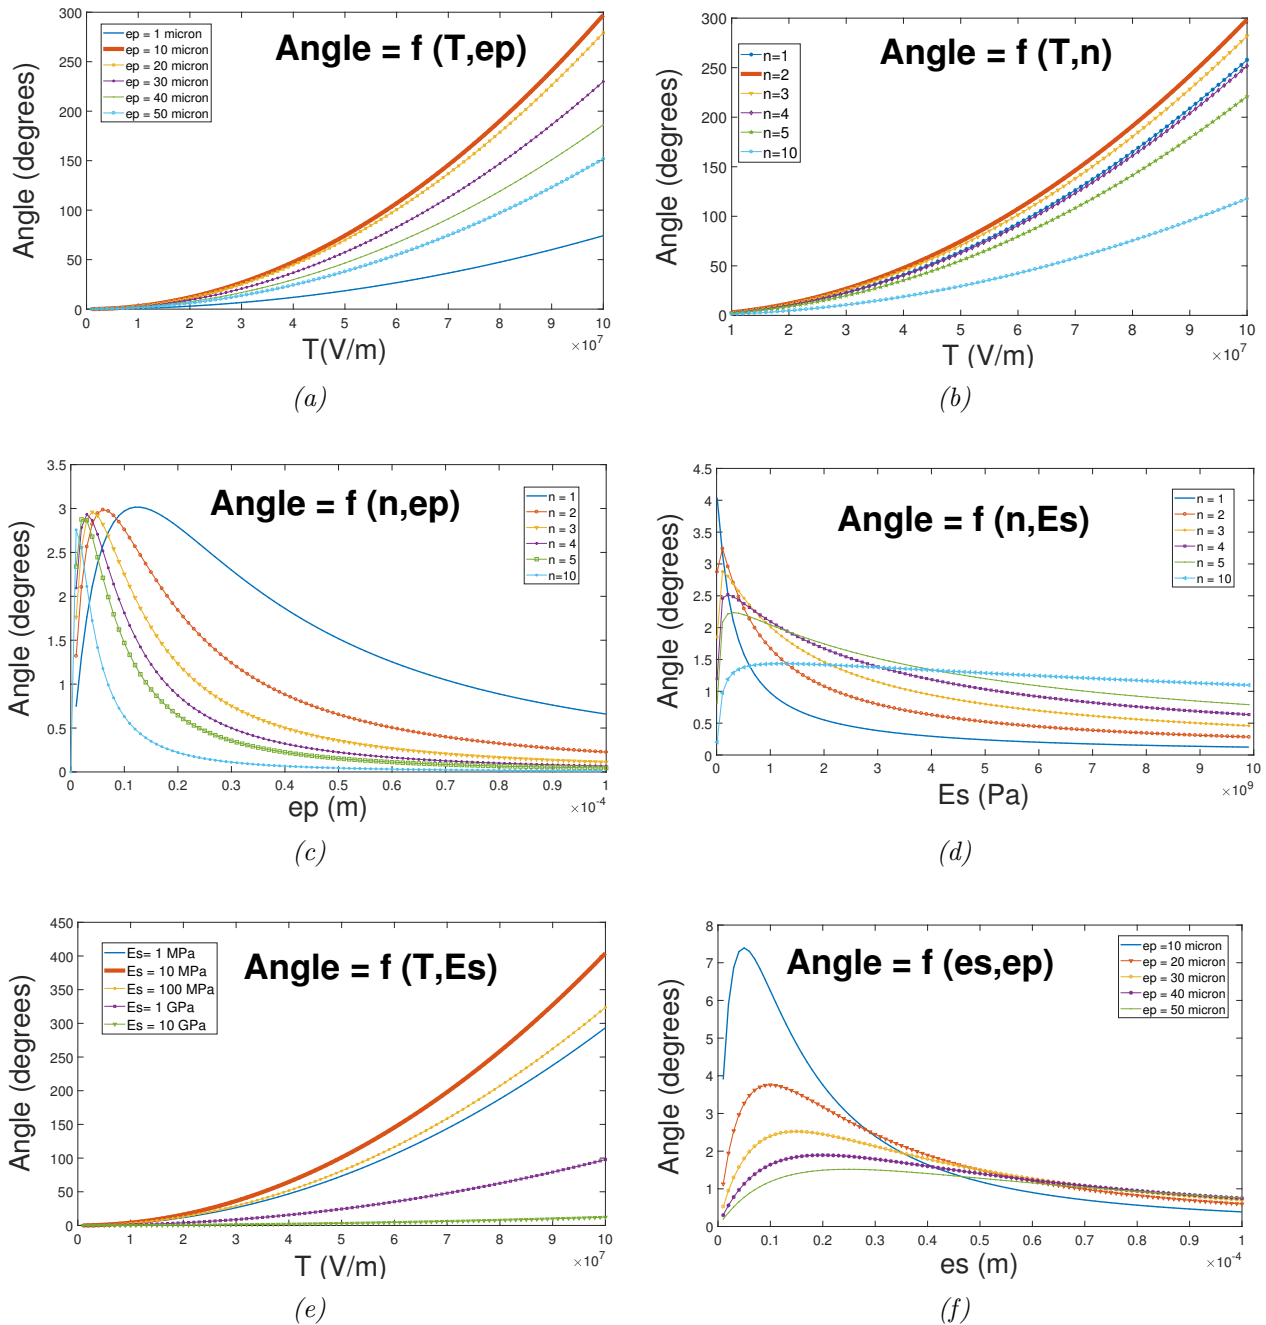 Angle = f (T,ep)
ep = 1 micron
ep = 10 micron
ep = 20 micron
ep = 30 micron
ep = 40 micron
ep = 50 micron
Angle (degrees)
300
250
200
150
100
50
0
0 1 2 3 4 5 6 7 8 9 10
T(V/m)
×10⁷
(a)
Angle = f (T,n)
n=1
n=2
n=3
n=4
n=5
n=10
Angle (degrees)
300
250
200
150
100
50
0
1 2 3 4 5 6 7 8 9 10
T (V/m)
×10⁷
(b)
Angle = f (n,ep)
n = 1
n = 2
n = 3
n = 4
n = 5
n=10
Angle (degrees)
3.5
3
2.5
2
1.5
1
0.5
0
0 0.1 0.2 0.3 0.4 0.5 0.6 0.7 0.8 0.9 1
ep (m)
×10⁻⁴
(c)
Angle = f (n,Es)
n = 1
n = 2
n = 3
n = 4
n = 5
n = 10
Angle (degrees)
4.5
4
3.5
3
2.5
2
1.5
1
0.5
0
0 1 2 3 4 5 6 7 8 9 10
Es (Pa)
×10⁹
(d)
Angle = f (T,Es)
Es= 1 MPa
Es = 10 MPa
Es = 100 MPa
Es= 1 GPa
Es = 10 GPa
Angle (degrees)
450
400
350
300
250
200
150
100
50
0
0 1 2 3 4 5 6 7 8 9 10
T (V/m)
×10⁷
(e)
Angle = f (es,ep)
ep =10 micron
ep = 20 micron
ep = 30 micron
ep = 40 micron
ep = 50 micron
Angle (degrees)
8
7
6
5
4
3
2
1
0
0 0.1 0.2 0.3 0.4 0.5 0.6 0.7 0.8 0.9 1
es (m)
×10⁻⁴
(f)